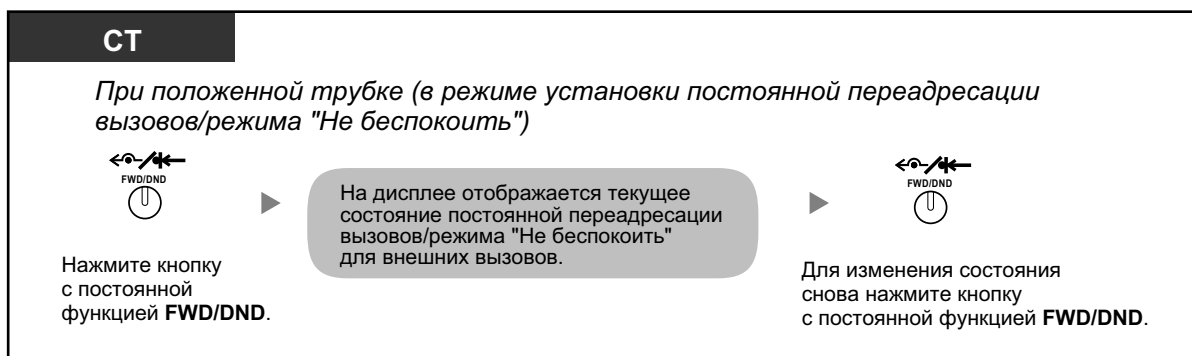 СТ
При положенной трубке (в режиме установки постоянной переадресации
вызовов/режима "Не беспокоить")
FWD/DND
Нажмите кнопку
с постоянной
функцией FWD/DND.
На дисплее отображается текущее
состояние постоянной переадресации
вызовов/режима "Не беспокоить"
для внешних вызовов.
FWD/DND
Для изменения состояния
снова нажмите кнопку
с постоянной функцией FWD/DND.